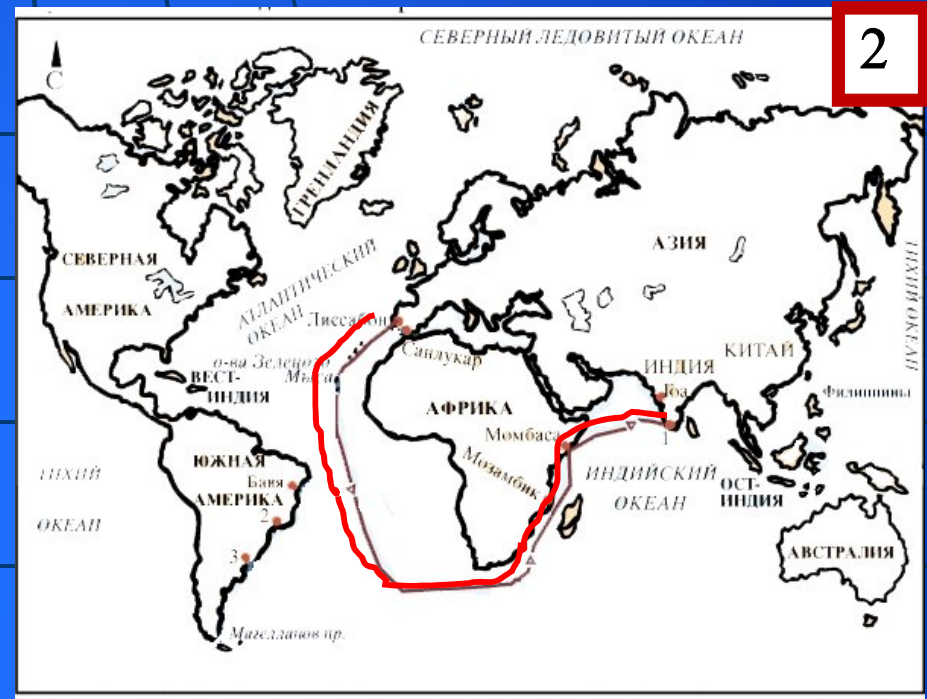 СЕВЕРНЫЙ ЛЕДОВИТЫЙ ОКЕАН
2
С
ГРЕНЛАНДИЯ
СЕВЕРНАЯ
АМЕРИКА
АТЛАНТИЧЕСКИЙ
ОКЕАН
АЗИЯ
ТИХИЙ ОКЕАН
Лиссабон
Санлукар
о-ва Зеленого
Мыса
ВЕСТ-
ИНДИЯ
ИНДИЯ
КИТАЙ
Гоа
Филиппины
АФРИКА
Момбаса
1
Мозамбик
ИНДИЙСКИЙ
ОКЕАН
ОСТ-
ИНДИЯ
ТИХИЙ
ОКЕАН
ЮЖНАЯ
Баия
АМЕРИКА
2
3
АВСТРАЛИЯ
Магелланов пр.